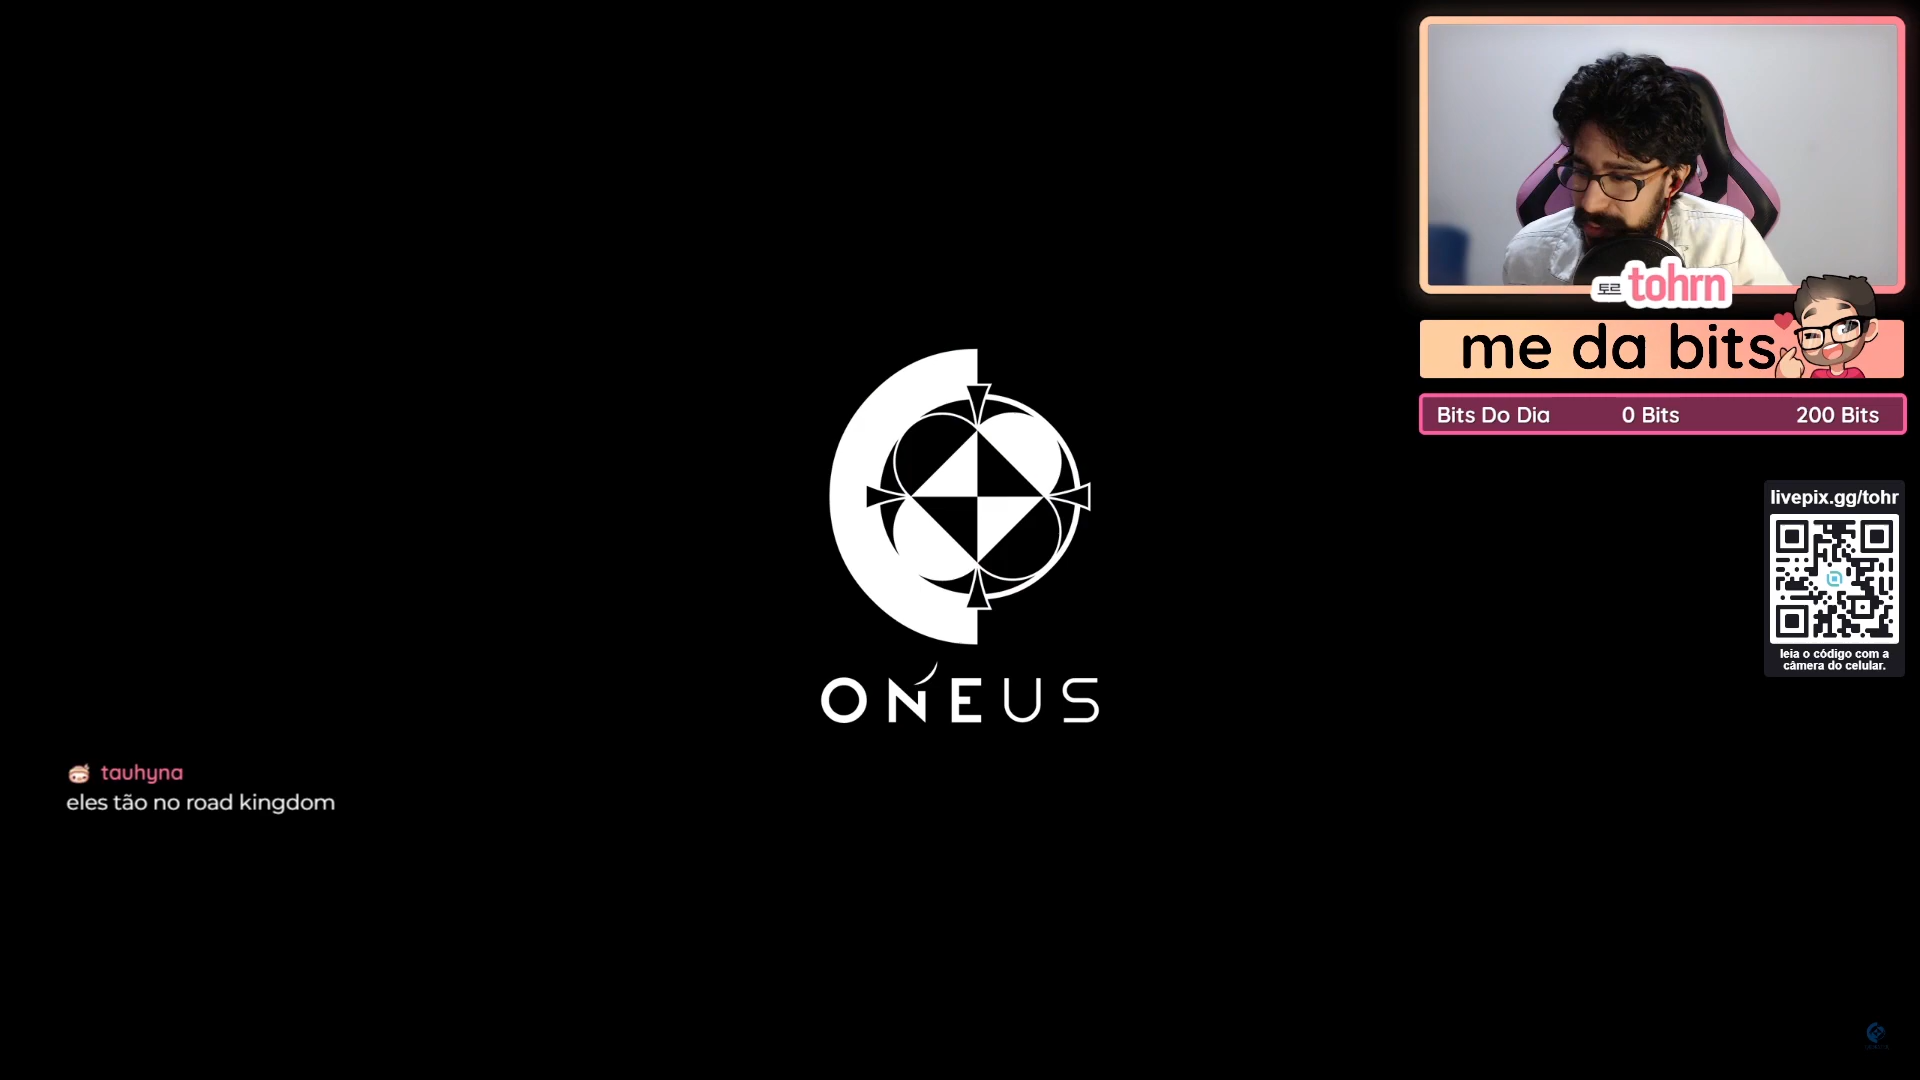 토르 tohrn
me da bits
Bits Do Dia 0 Bits 200 Bits
livepix.gg/tohr
leia o código com a
câmera do celular.
ONEUS
tauhyna
eles tão no road kingdom